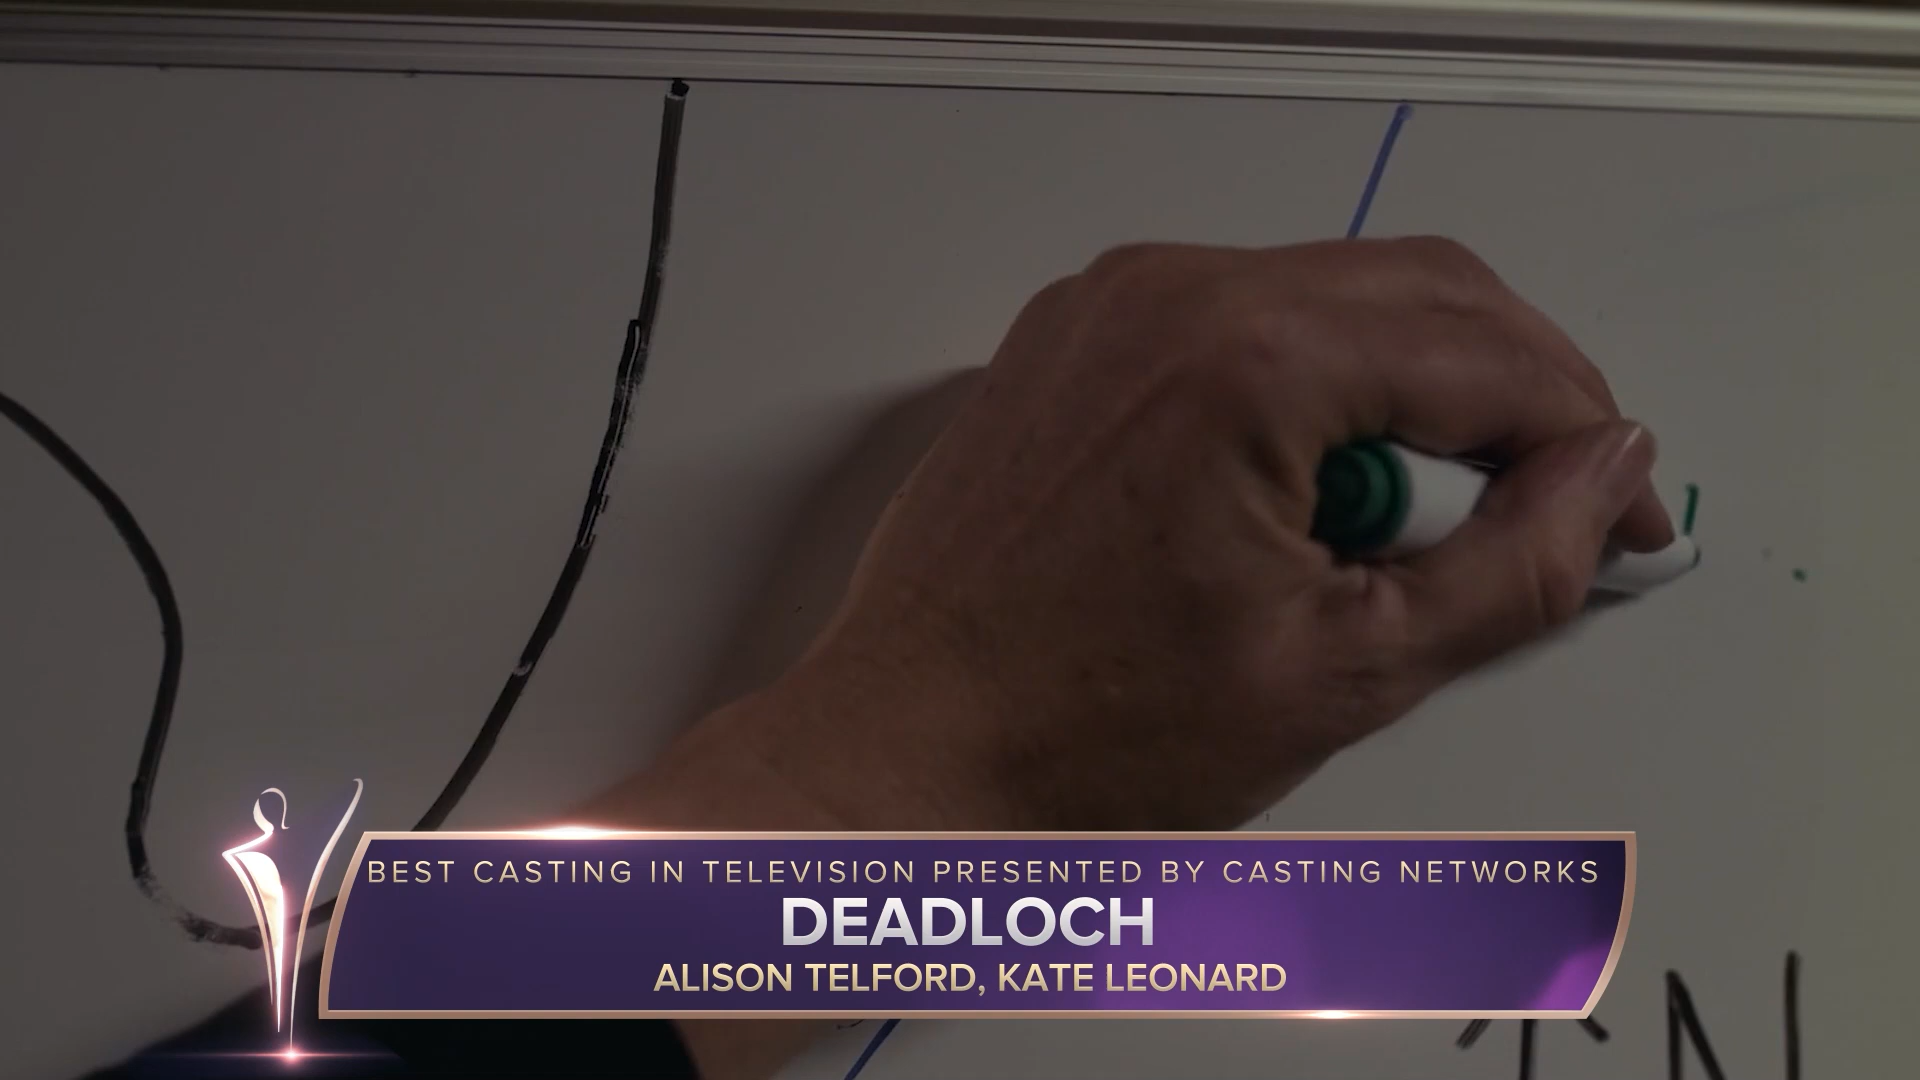 BEST CASTING IN TELEVISION PRESENTED BY CASTING NETWORKS
DEADLOCH
ALISON TELFORD, KATE LEONARD